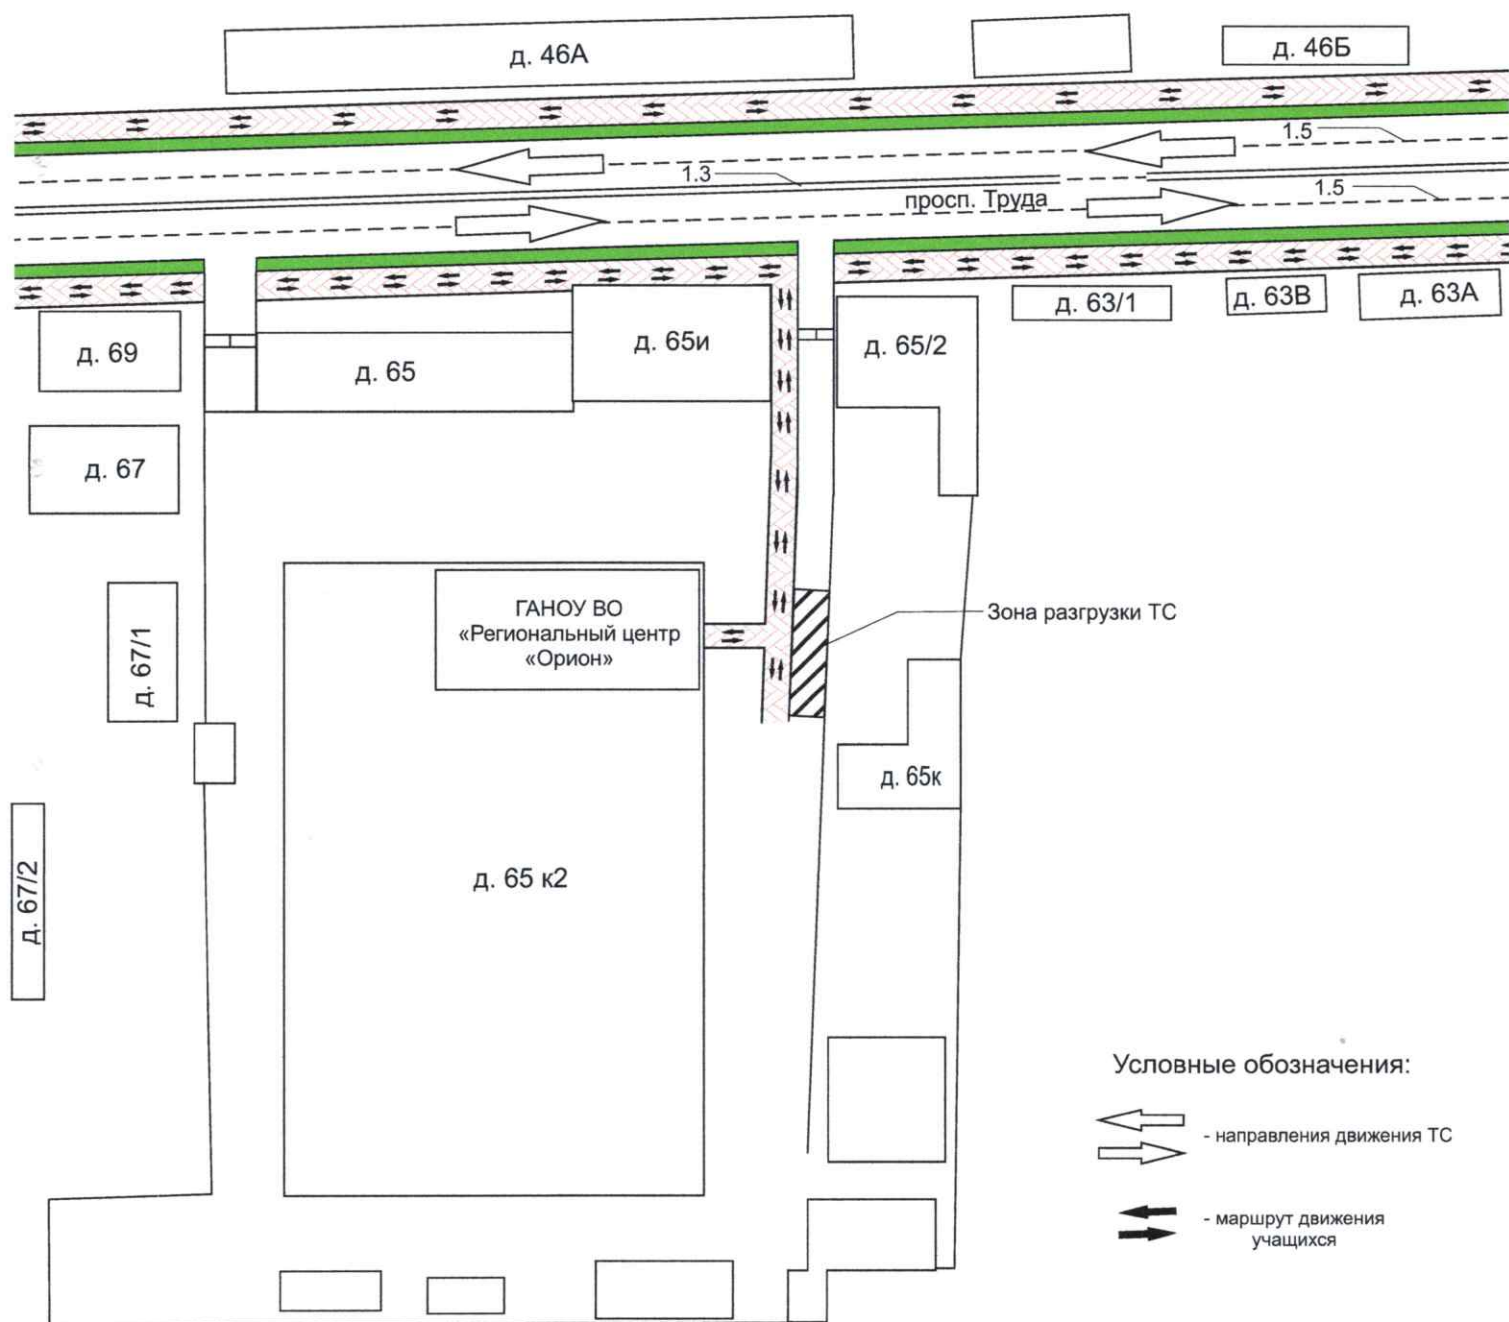 д. 46А
д. 46Б
1.5
1.3
1.5
просп. Труда
д. 63/1
д. 63В
д. 63А
д. 69
д. 65
д. 65и
д. 65/2
д. 67
ГАНОУ ВО
«Региональный центр
«Орион»
Зона разгрузки ТС
д. 67/1
д. 65к
д. 65 к2
д. 67/2
Условные обозначения:
- направления движения ТС
- маршрут движения
учащихся